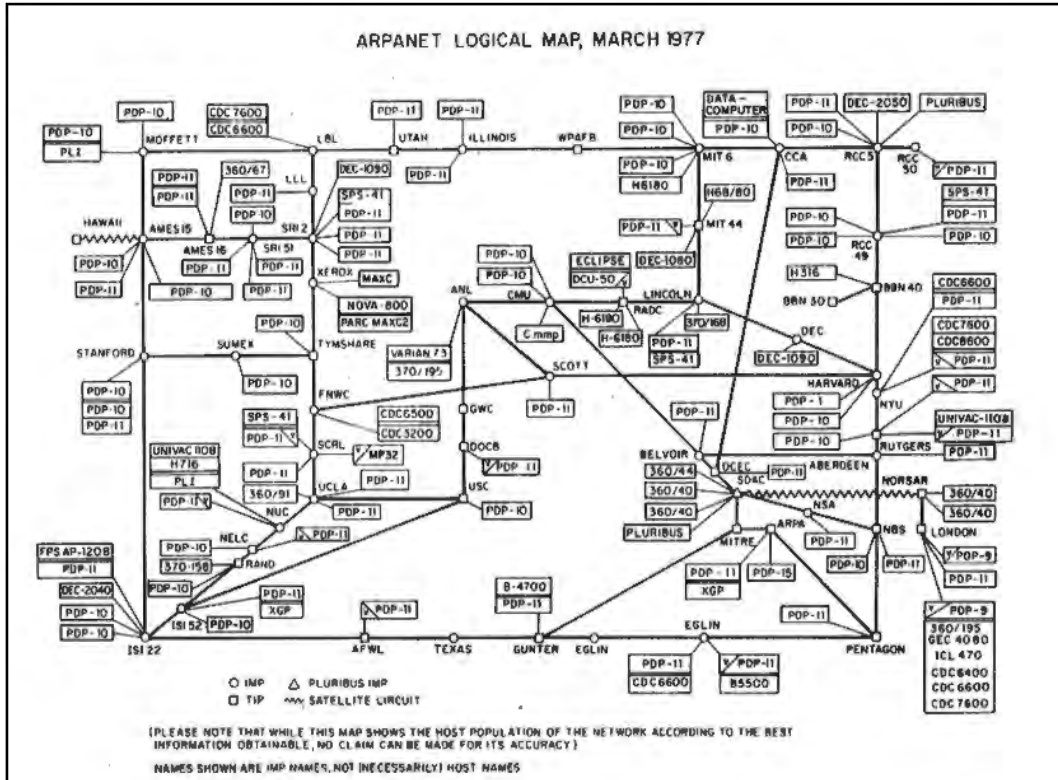 ARPANET LOGICAL MAP, MARCH 1977
PDP-10
PDP-10
PLI
MOFFETT
CDC7600
CDC6600
LBL
PDP-11
UTAH
PDP-11
ILLINOIS
PDP-11
WPAFB
PDP-10
PDP-10
PDP-10
H6180
MIT 6
DATA-
COMPUTER
PDP-10
CCA
PDP-11
PDP-11
PDP-10
DEC-2050
PLURIBUS
RCC 5
RCC
50
PDP-11
LLL
360/67
PDP-11
PDP-11
PDP-11
PDP-10
DEC-1090
SPS-41
PDP-11
PDP-11
PDP-11
HAWAII
AMES 15
AMES 16
SRI 51
SRI 2
PDP-10
PDP-11
PDP-10
PDP-11
PDP-11
XEROX
MAXC
NOVA-800
PARC MAXC2
PDP-11
H68/80
MIT 44
DEC-1080
SPS-41
PDP-11
PDP-10
PDP-10
PDP-10
RCC
49
H316
BBN 40
BBN 30
ANL
PDP-10
PDP-10
CMU
C.mmp
ECLIPSE
DCU-50
RADC
H-6180
H-6180
LINCOLN
370/168
PDP-11
SPS-41
DEC
DEC-1090
CDC6600
PDP-11
CDC7600
CDC6600
PDP-11
PDP-11
STANFORD
SUMEX
PDP-10
TYMSHARE
PDP-10
PDP-10
PDP-10
PDP-11
VARIAN 73
370/195
SCOTT
PDP-11
HARVARD
PDP-1
PDP-10
PDP-10
NYU
UNIVAC-1108
PDP-11
PDP-11
RUTGERS
FNWC
CDC6500
CDC3200
GWC
SPS-41
PDP-11
SCRL
MP32
PDP-11
360/91
DOCB
PDP-11
PDP-11
BELVOIR
DCEC
PDP-11
ABERDEEN
UNIVAC 1108
H716
PLI
PDP-11
UCLA
PDP-11
PDP-11
USC
PDP-10
360/44
360/40
360/40
PLURIBUS
SDAC
NORSAR
360/40
360/40
NSA
PDP-11
NUC
NELC
PDP-10
PDP-11
370-158
RAND
PDP-10
MITRE
ARPA
PDP-11
XGP
PDP-15
NBS
PDP-10
PDP-11
LONDON
PDP-9
PDP-11
FPS AP-120B
PDP-11
DEC-2040
PDP-10
PDP-10
ISI 22
PDP-11
XGP
ISI 52
PDP-10
PDP-11
AFWL
TEXAS
B-4700
PDP-11
GUNTER
EGLIN
EGLIN
PDP-11
CDC6600
PDP-11
B5500
PDP-11
PENTAGON
PDP-9
360/195
GEC 4080
ICL 470
CDC6400
CDC6600
CDC7600
IMP
PLURIBUS IMP
TIP
SATELLITE CIRCUIT
(PLEASE NOTE THAT WHILE THIS MAP SHOWS THE HOST POPULATION OF THE NETWORK ACCORDING TO THE BEST
INFORMATION OBTAINABLE, NO CLAIM CAN BE MADE FOR ITS ACCURACY)
NAMES SHOWN ARE IMP NAMES, NOT (NECESSARILY) HOST NAMES